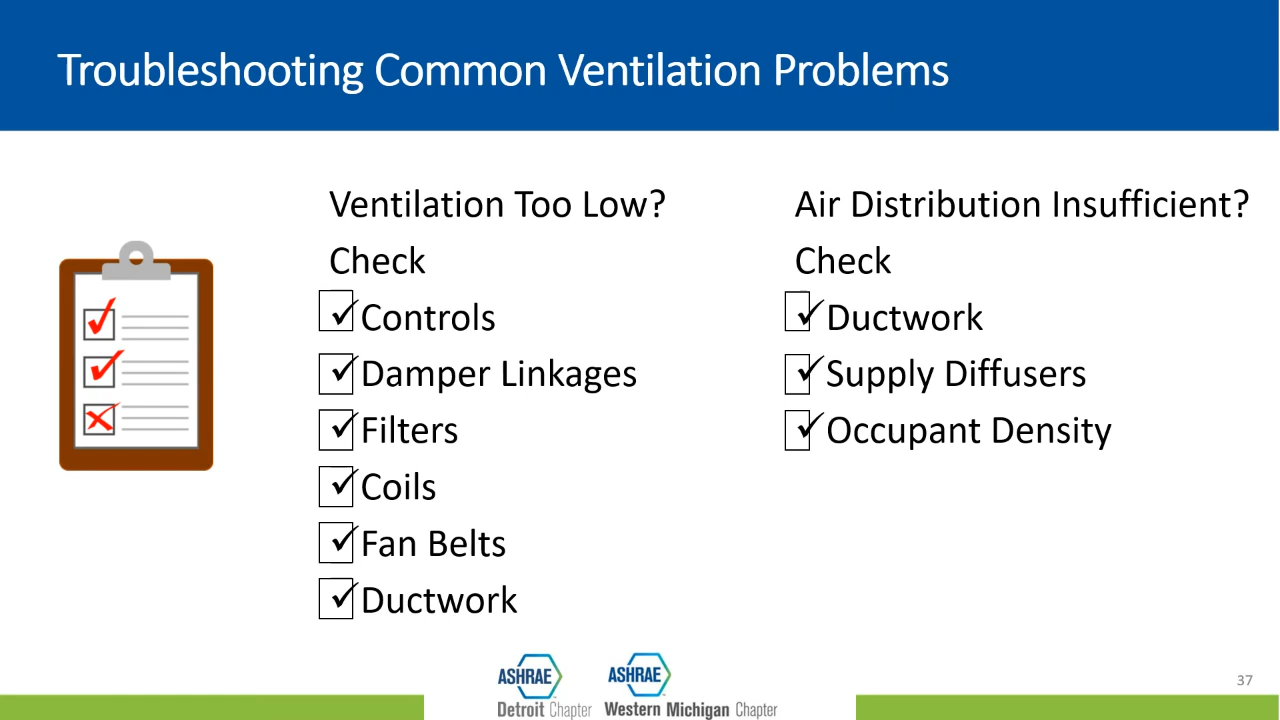 Troubleshooting Common Ventilation Problems
Ventilation Too Low?
Check
✓Controls
✓Damper Linkages
✓Filters
✓Coils
✓Fan Belts
✓Ductwork
Air Distribution Insufficient?
Check
✓Ductwork
✓Supply Diffusers
✓Occupant Density
ASHRAE
Detroit Chapter
ASHRAE
Western Michigan Chapter
37